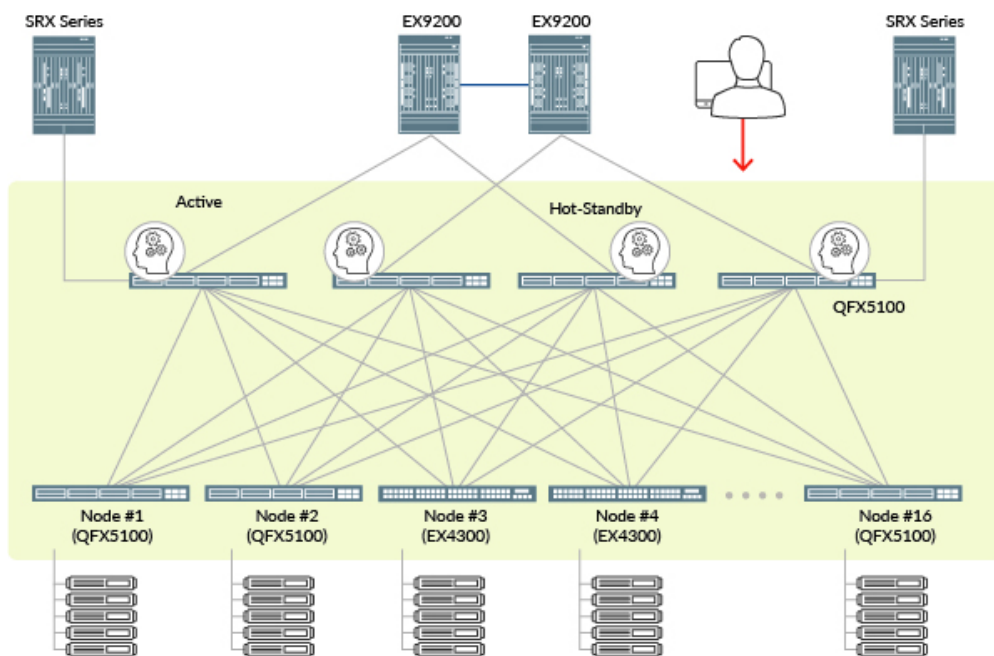 SRX Series
EX9200
EX9200
SRX Series
Active
Hot-Standby
QFX5100
Node #1
(QFX5100)
Node #2
(QFX5100)
Node #3
(EX4300)
Node #4
(EX4300)
Node #16
(QFX5100)